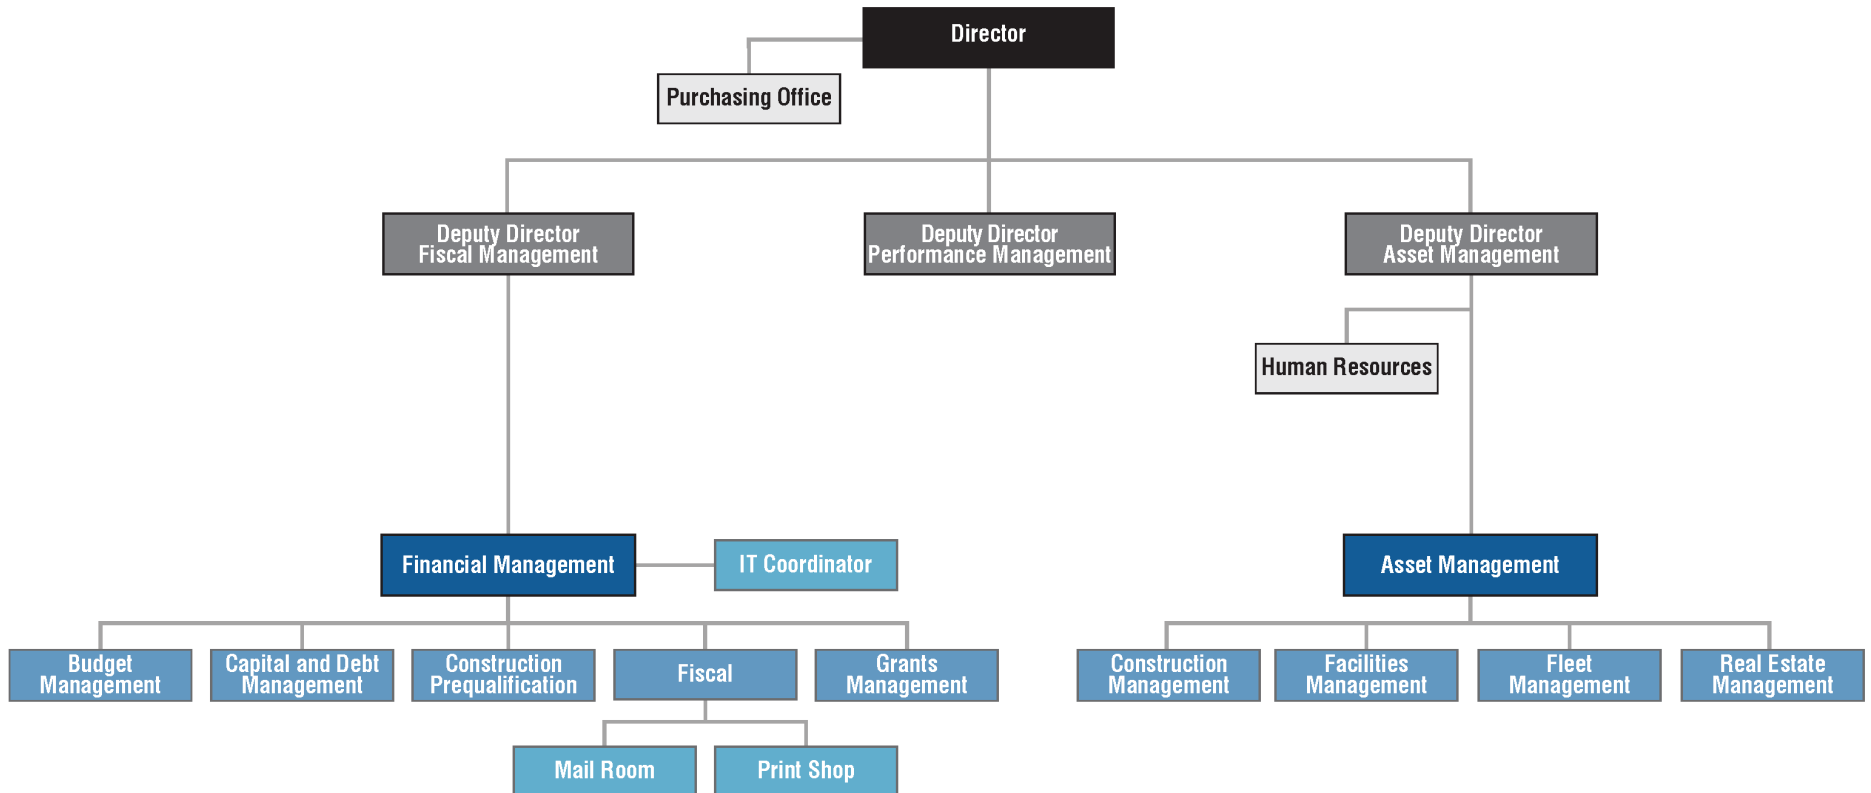 Director
Purchasing Office
Deputy Director
Fiscal Management
Deputy Director
Performance Management
Deputy Director
Asset Management
Human Resources
Financial Management
IT Coordinator
Asset Management
Budget
Management
Capital and Debt
Management
Construction
Prequalification
Fiscal
Grants
Management
Construction
Management
Facilities
Management
Fleet
Management
Real Estate
Management
Mail Room
Print Shop